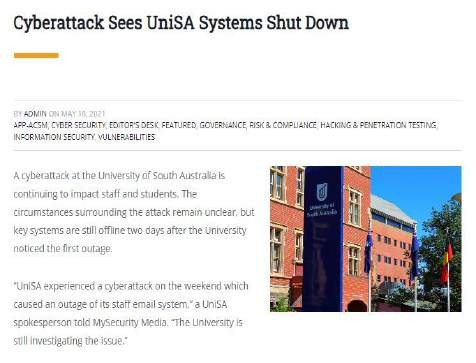 Cyberattack Sees UniSA Systems Shut Down
BY ADMIN ON MAY 18, 2021
APP-ACSM, CYBER SECURITY, EDITOR'S DESK, FEATURED, GOVERNANCE, RISK & COMPLIANCE, HACKING & PENETRATION TESTING,
INFORMATION SECURITY, VULNERABILITIES
A cyberattack at the University of South Australia is
continuing to impact staff and students. The
circumstances surrounding the attack remain unclear, but
key systems are still offline two days after the University
noticed the first outage.
University of
South Australia
“UniSA experienced a cyberattack on the weekend which
caused an outage of its staff email system,” a UniSA
spokesperson told MySecurity Media. “The University is
still investigating the issue.”